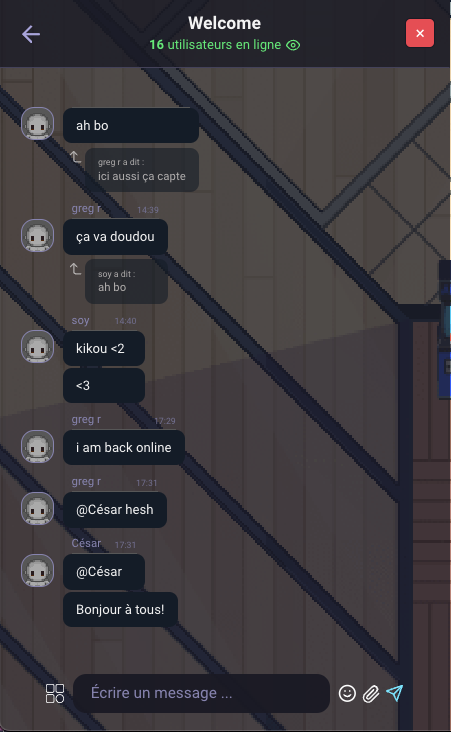 Welcome
16 utilisateurs en ligne
ah bo
greg r a dit :
ici aussi ça capte
greg r 14:39
ça va doudou
soy a dit :
ah bo
soy 14:40
kikou <2
<3
greg r 17:29
i am back online
greg r 17:31
@César hesh
César 17:31
@César
Bonjour à tous!
Écrire un message ...